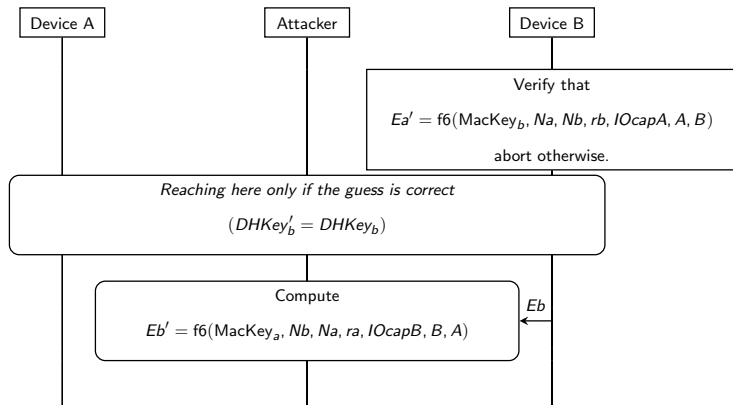 Device A
Attacker
Device B
Verify that
Ea′ = f6(MacKey_b, Na, Nb, rb, IOcapA, A, B)
abort otherwise.
Reaching here only if the guess is correct
(DHKey′_b = DHKey_b)
Compute
Eb
Eb′ = f6(MacKey_a, Nb, Na, ra, IOcapB, B, A)